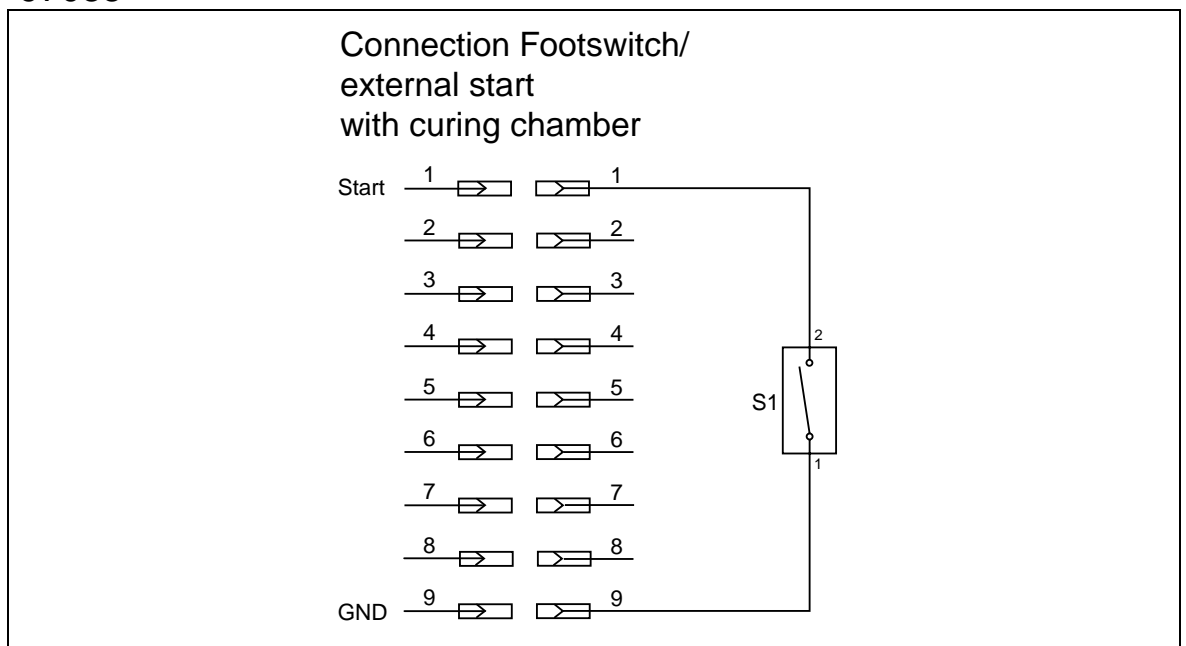 Connection Footswitch/
external start
with curing chamber
Start 1 1
2 2
3 3
4 4
5 5
6 6
7 7
8 8
GND 9 9
2
S1
1